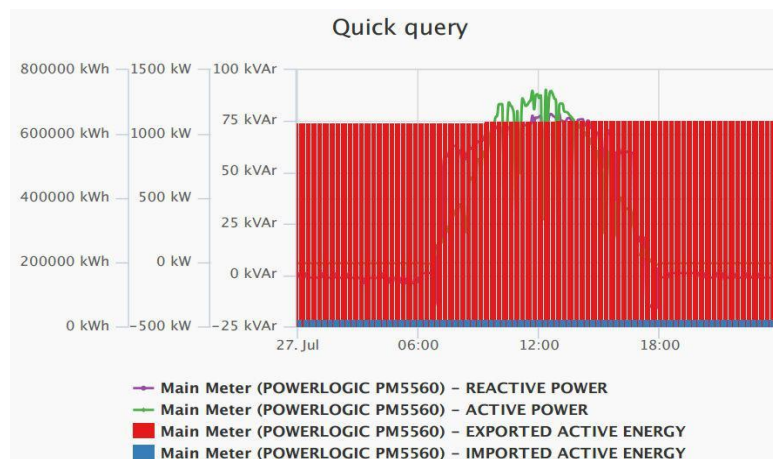 Quick query
800000 kWh 1500 kW 100 kVAr
600000 kWh 1000 kW 75 kVAr
50 kVAr
400000 kWh 500 kW
25 kVAr
200000 kWh 0 kW
0 kVAr
0 kWh -500 kW -25 kVAr
27. Jul 06:00 12:00 18:00
Main Meter (POWERLOGIC PM5560) - REACTIVE POWER
Main Meter (POWERLOGIC PM5560) - ACTIVE POWER
Main Meter (POWERLOGIC PM5560) - EXPORTED ACTIVE ENERGY
Main Meter (POWERLOGIC PM5560) - IMPORTED ACTIVE ENERGY